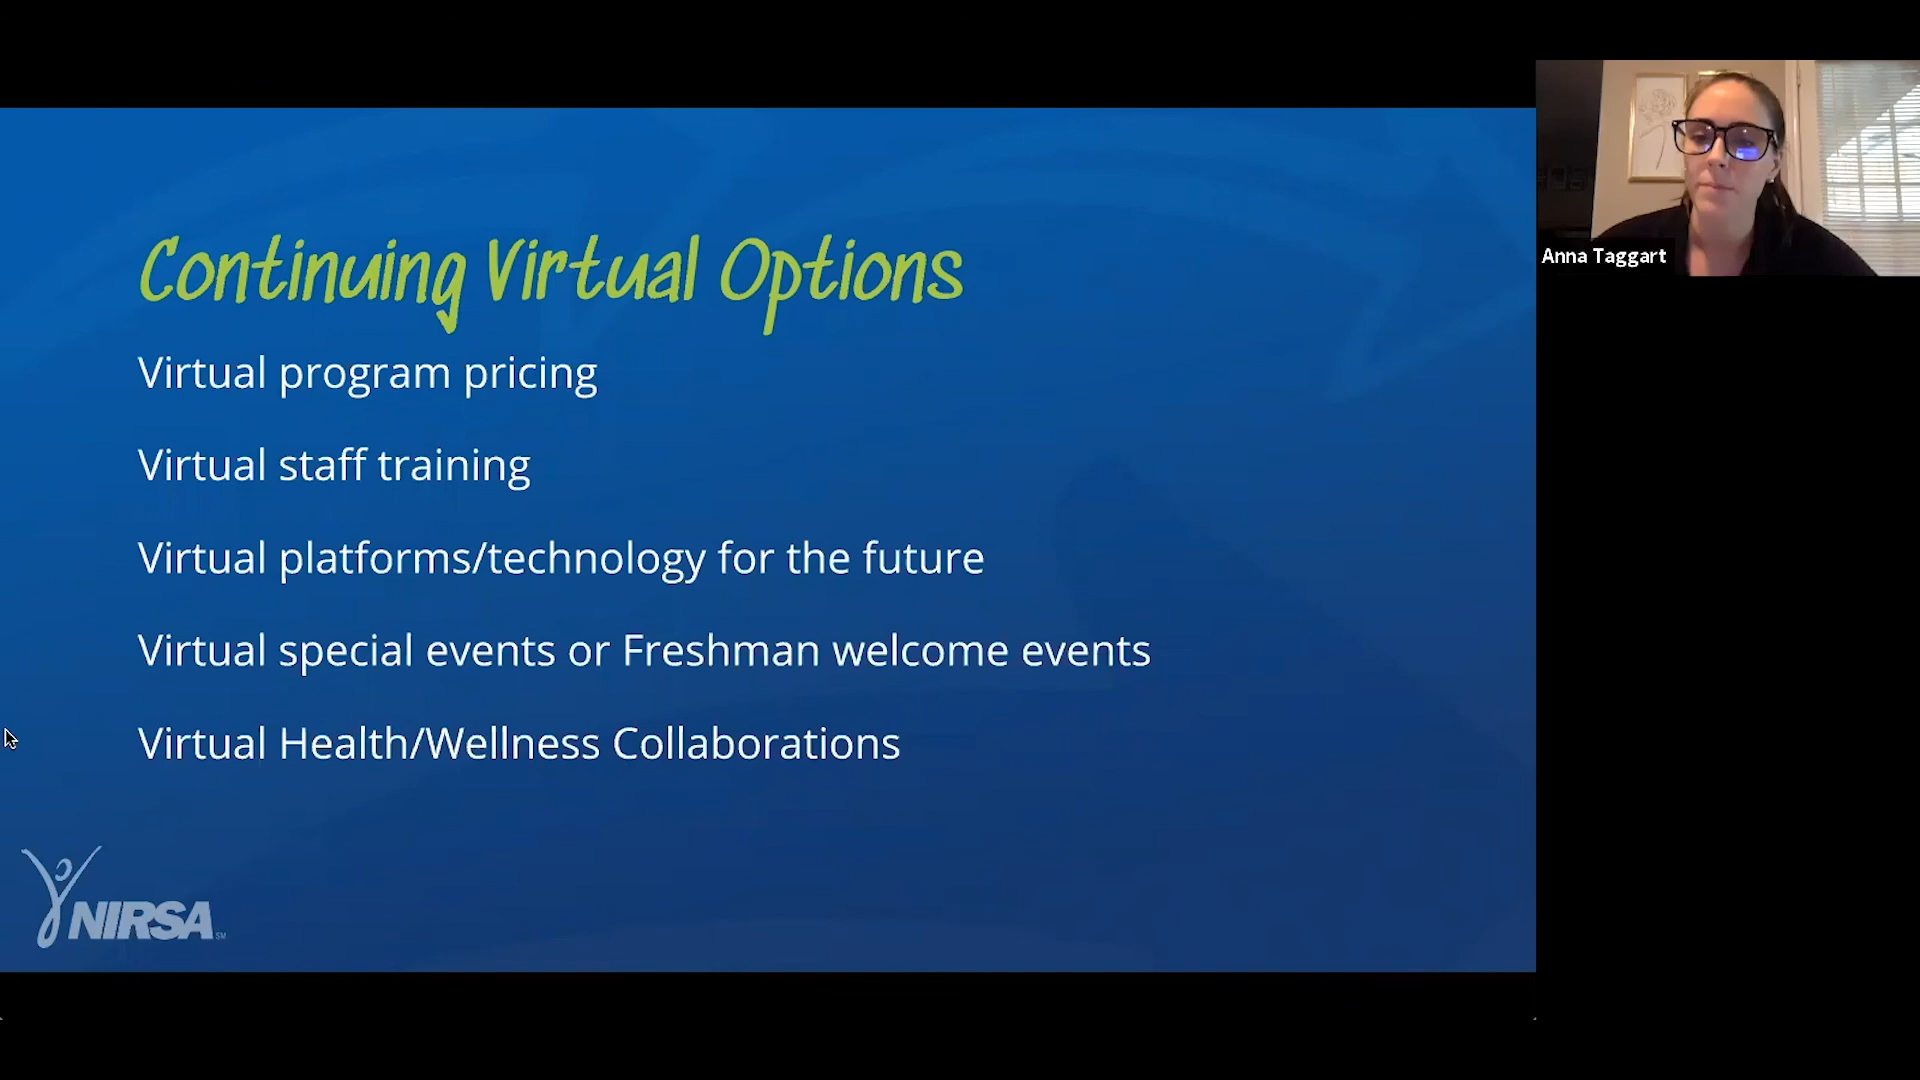 Continuing Virtual Options
Virtual program pricing
Virtual staff training
Virtual platforms/technology for the future
Virtual special events or Freshman welcome events
Virtual Health/Wellness Collaborations
NIRSA SM
Anna Taggart